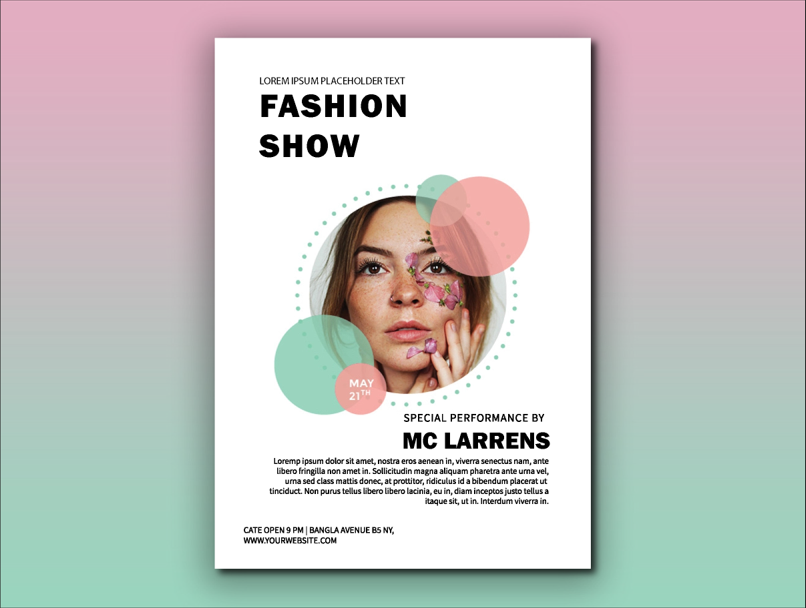 LOREM IPSUM PLACEHOLDER TEXT
FASHION
SHOW
MAY
21TH
SPECIAL PERFORMANCE BY
MC LARRENS
Loremp ipsum dolor sit amet, nostra eros aenean in, viverra senectus nam, ante
libero fringilla non amet in. Sollicitudin magna aliquam pharetra ante urna vel,
urna sed class mattis donec, at prottitor, ridiculus id a bibendum placerat ut
tinciduct. Non purus tellus libero libero lacinia, eu in, diam inceptos justo tellus a
itaque sit, ut in. Interdum viverra in.
CATE OPEN 9 PM | BANGLA AVENUE B5 NY,
WWW.YOURWEBSITE.COM